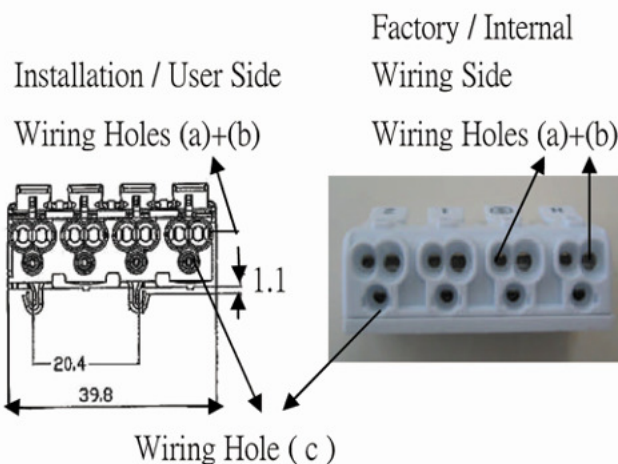 Factory / Internal
Installation / User Side
Wiring Side
Wiring Holes (a)+(b)
Wiring Holes (a)+(b)
1.1
20.4
39.8
Wiring Hole ( c )